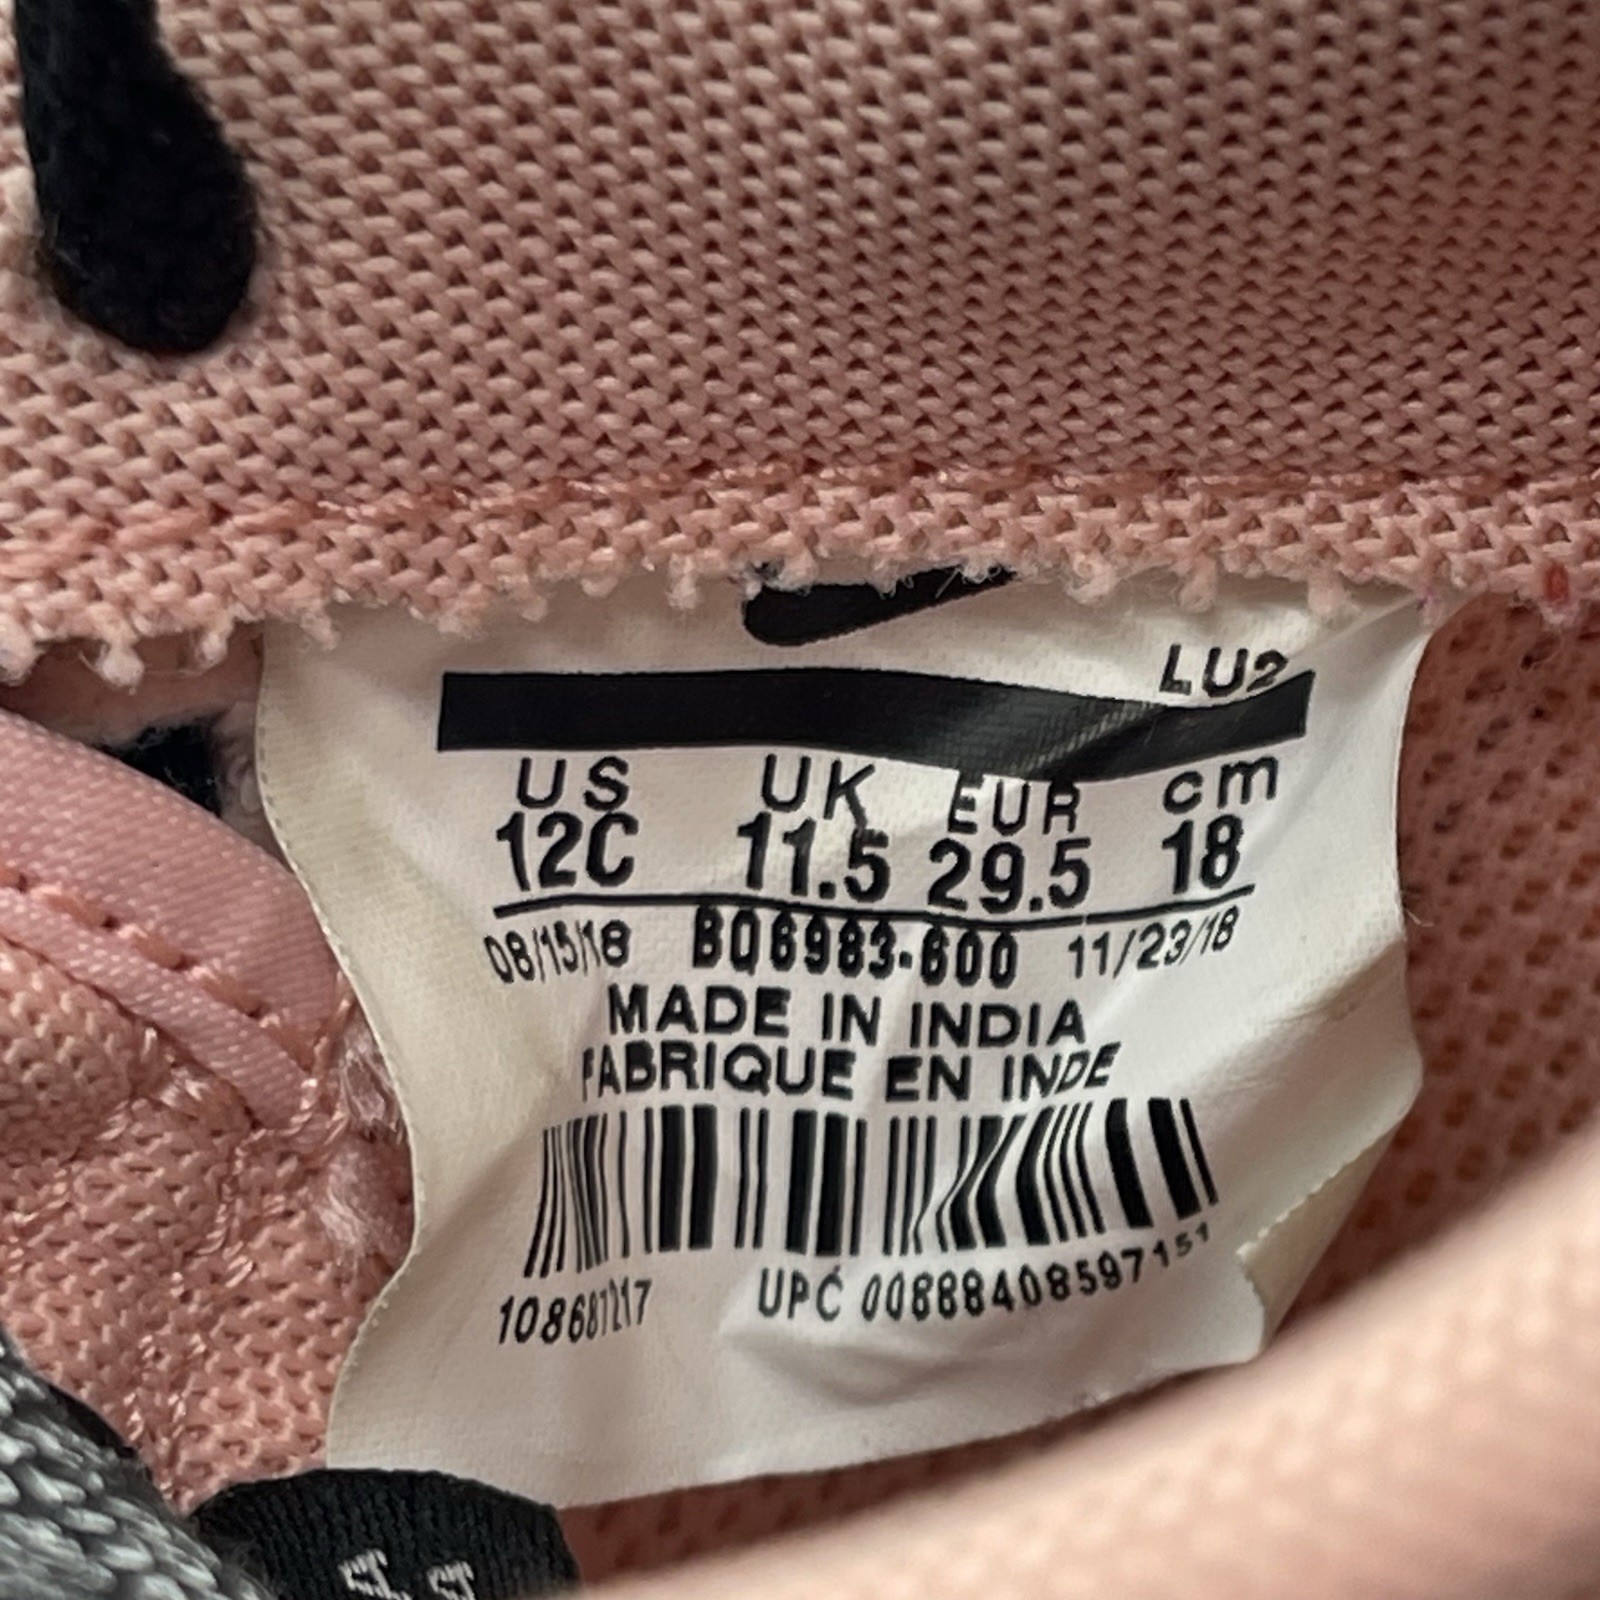 LU2
US UK EUR cm
12C 11.5 29.5 18
08/15/18 BQ6983-600 11/23/18
MADE IN INDIA
FABRIQUE EN INDE
UPC 00888408597151